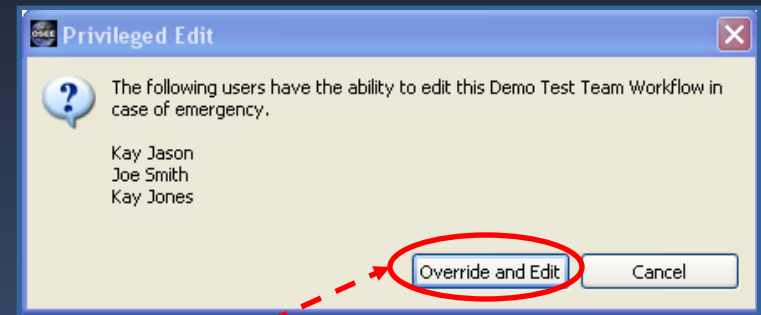 OSEE Privileged Edit
The following users have the ability to edit this Demo Test Team Workflow in
case of emergency.
Kay Jason
Joe Smith
Kay Jones
Override and Edit Cancel